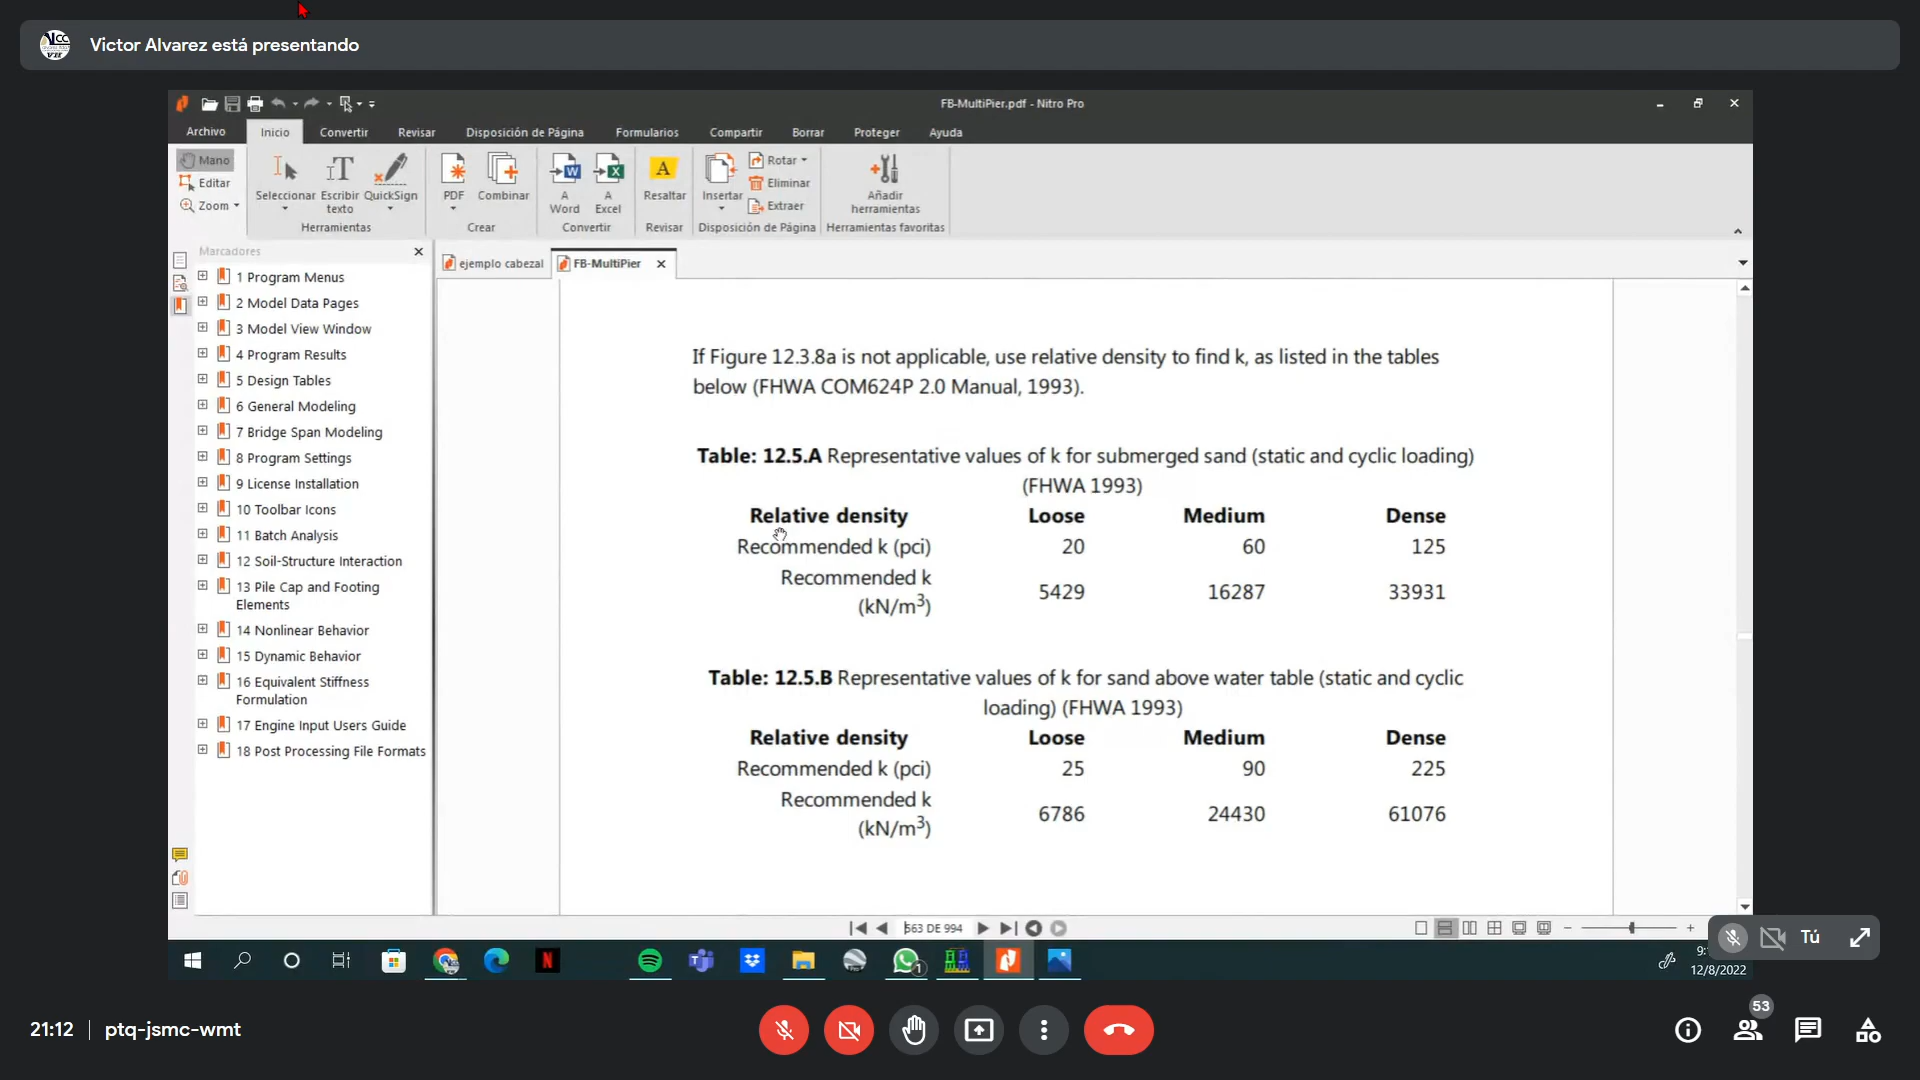 Victor Alvarez está presentando
FB-MultiPier.pdf - Nitro Pro
Archivo
Inicio
Convertir
Revisar
Disposición de Página
Formularios
Compartir
Borrar
Proteger
Ayuda
Mano
Editar
Zoom
Seleccionar
Escribir texto
QuickSign
Herramientas
PDF
Combinar
Crear
A Word
A Excel
Convertir
Resaltar
Revisar
Insertar
Rotar
Eliminar
Extraer
Disposición de Página
Añadir herramientas
Herramientas favoritas
Marcadores
1 Program Menus
2 Model Data Pages
3 Model View Window
4 Program Results
5 Design Tables
6 General Modeling
7 Bridge Span Modeling
8 Program Settings
9 License Installation
10 Toolbar Icons
11 Batch Analysis
12 Soil-Structure Interaction
13 Pile Cap and Footing
Elements
14 Nonlinear Behavior
15 Dynamic Behavior
16 Equivalent Stiffness
Formulation
17 Engine Input Users Guide
18 Post Processing File Formats
ejemplo cabezal
FB-MultiPier
If Figure 12.3.8a is not applicable, use relative density to find k, as listed in the tables
below (FHWA COM624P 2.0 Manual, 1993).
Table: 12.5.A Representative values of k for submerged sand (static and cyclic loading)
(FHWA 1993)
Relative density Loose Medium Dense
Recommended k (pci) 20 60 125
Recommended k
(kN/m³) 5429 16287 33931
Table: 12.5.B Representative values of k for sand above water table (static and cyclic
loading) (FHWA 1993)
Relative density Loose Medium Dense
Recommended k (pci) 25 90 225
Recommended k
(kN/m³) 6786 24430 61076
563 DE 994
Tú
12/8/2022
21:12
ptq-jsmc-wmt
53